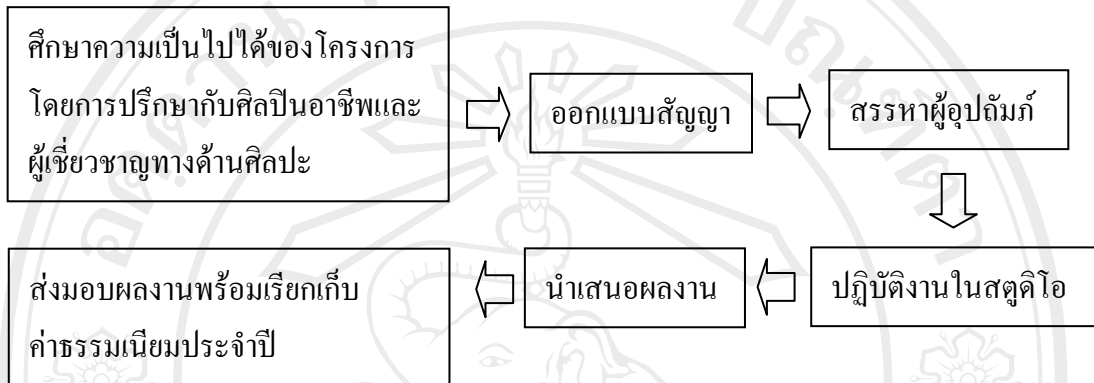 ศึกษาความเป็นไปได้ของโครงการ
โดยการปรึกษากับศิลปินอาชีพและ
ผู้เชี่ยวชาญทางด้านศิลปะ
ออกแบบสัญญา
สรรหาผู้อุปถัมภ์
ปฏิบัติงานในสตูดิโอ
นำเสนอผลงาน
ส่งมอบผลงานพร้อมเรียกเก็บ
ค่าธรรมเนียมประจำปี